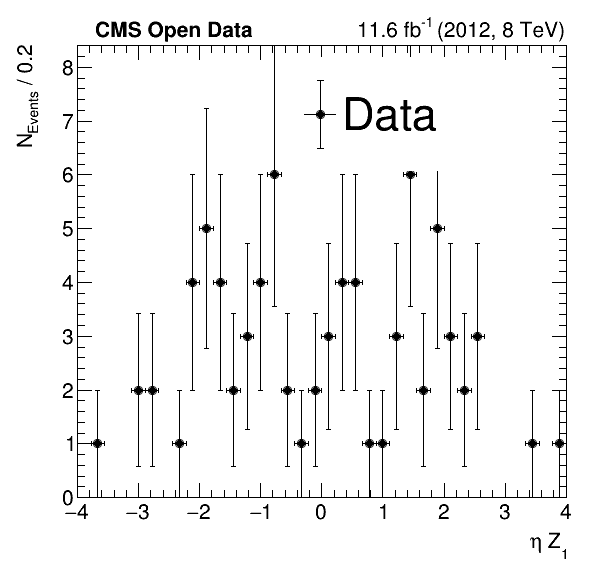 CMS Open Data 11.6 fb-1 (2012, 8 TeV)
NEvents / 0.2
8
7
6
5
4
3
2
1
0
Data
−4 −3 −2 −1 0 1 2 3 4
η Z1